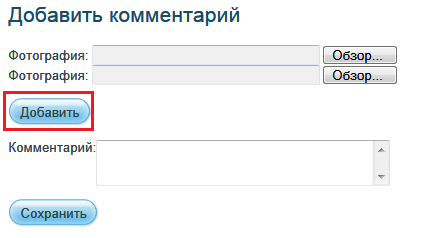 Добавить комментарий
Фотография: Обзор...
Фотография: Обзор...
Добавить
Комментарий:
Сохранить